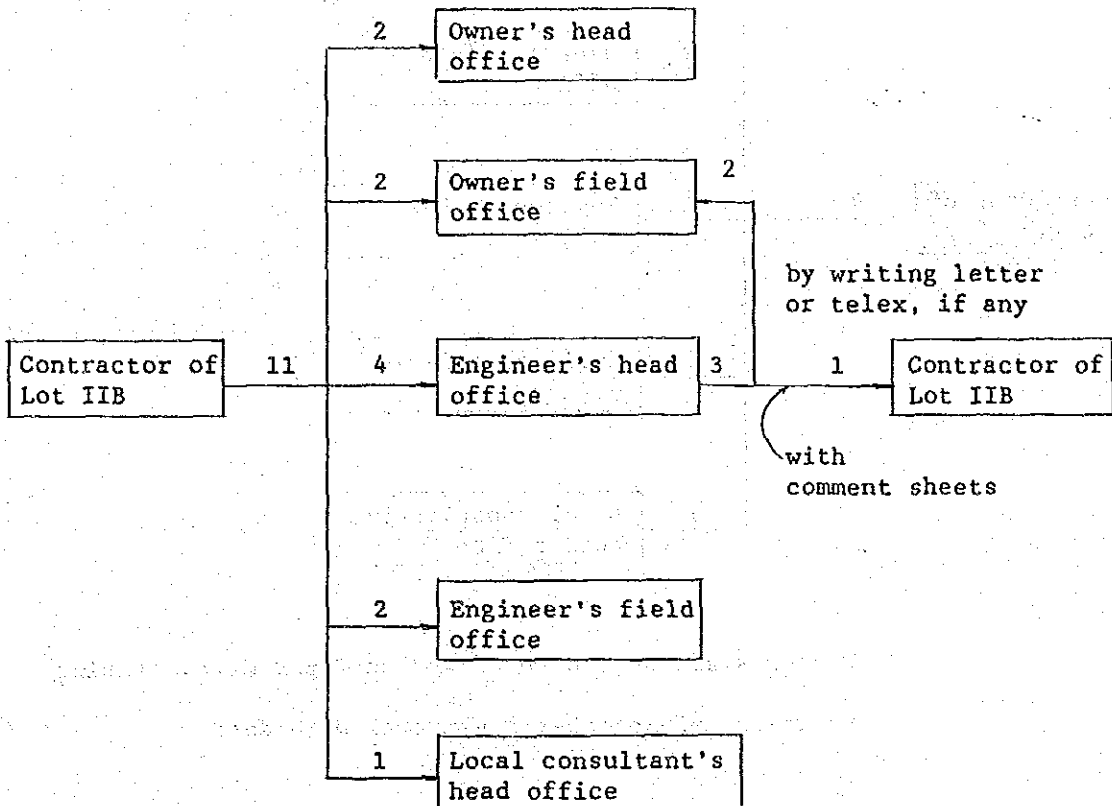 2
Owner's head
office
2
Owner's field
office
2
by writing letter
or telex, if any
Contractor of
Lot IIB
11
4
Engineer's head
office
3
1
Contractor of
Lot IIB
with
comment sheets
2
Engineer's field
office
1
Local consultant's
head office